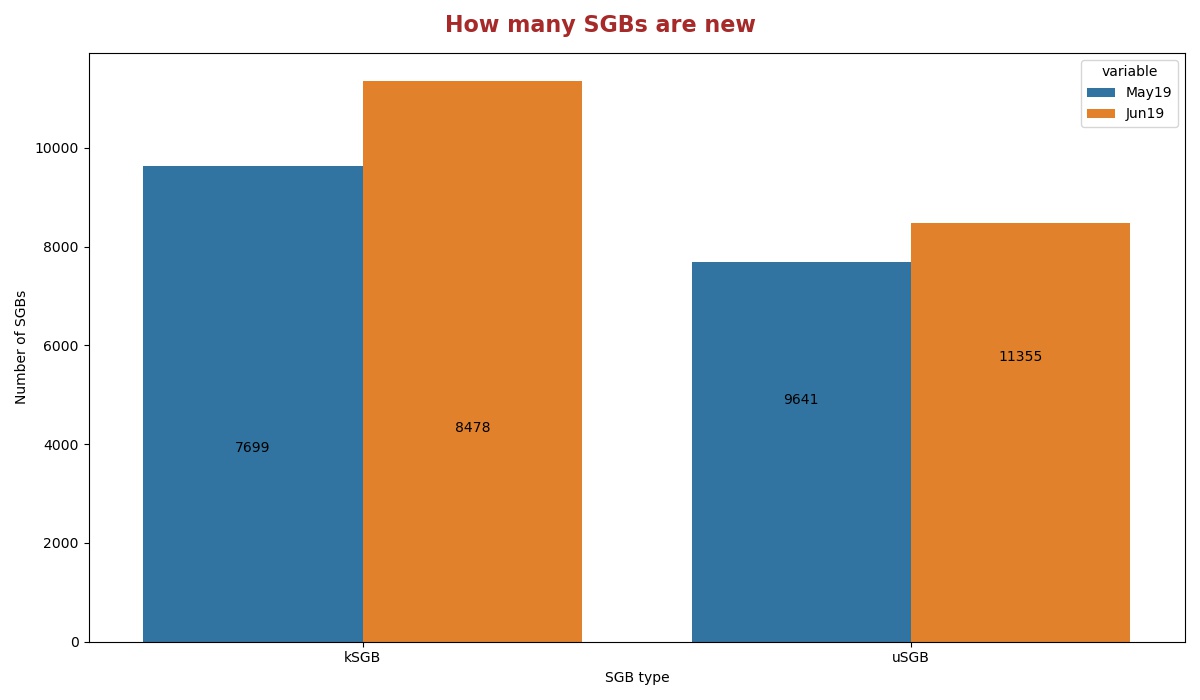 How many SGBs are new
variable
May19
Jun19
Number of SGBs
10000
8000
6000
4000
2000
0
7699
8478
9641
11355
kSGB
uSGB
SGB type